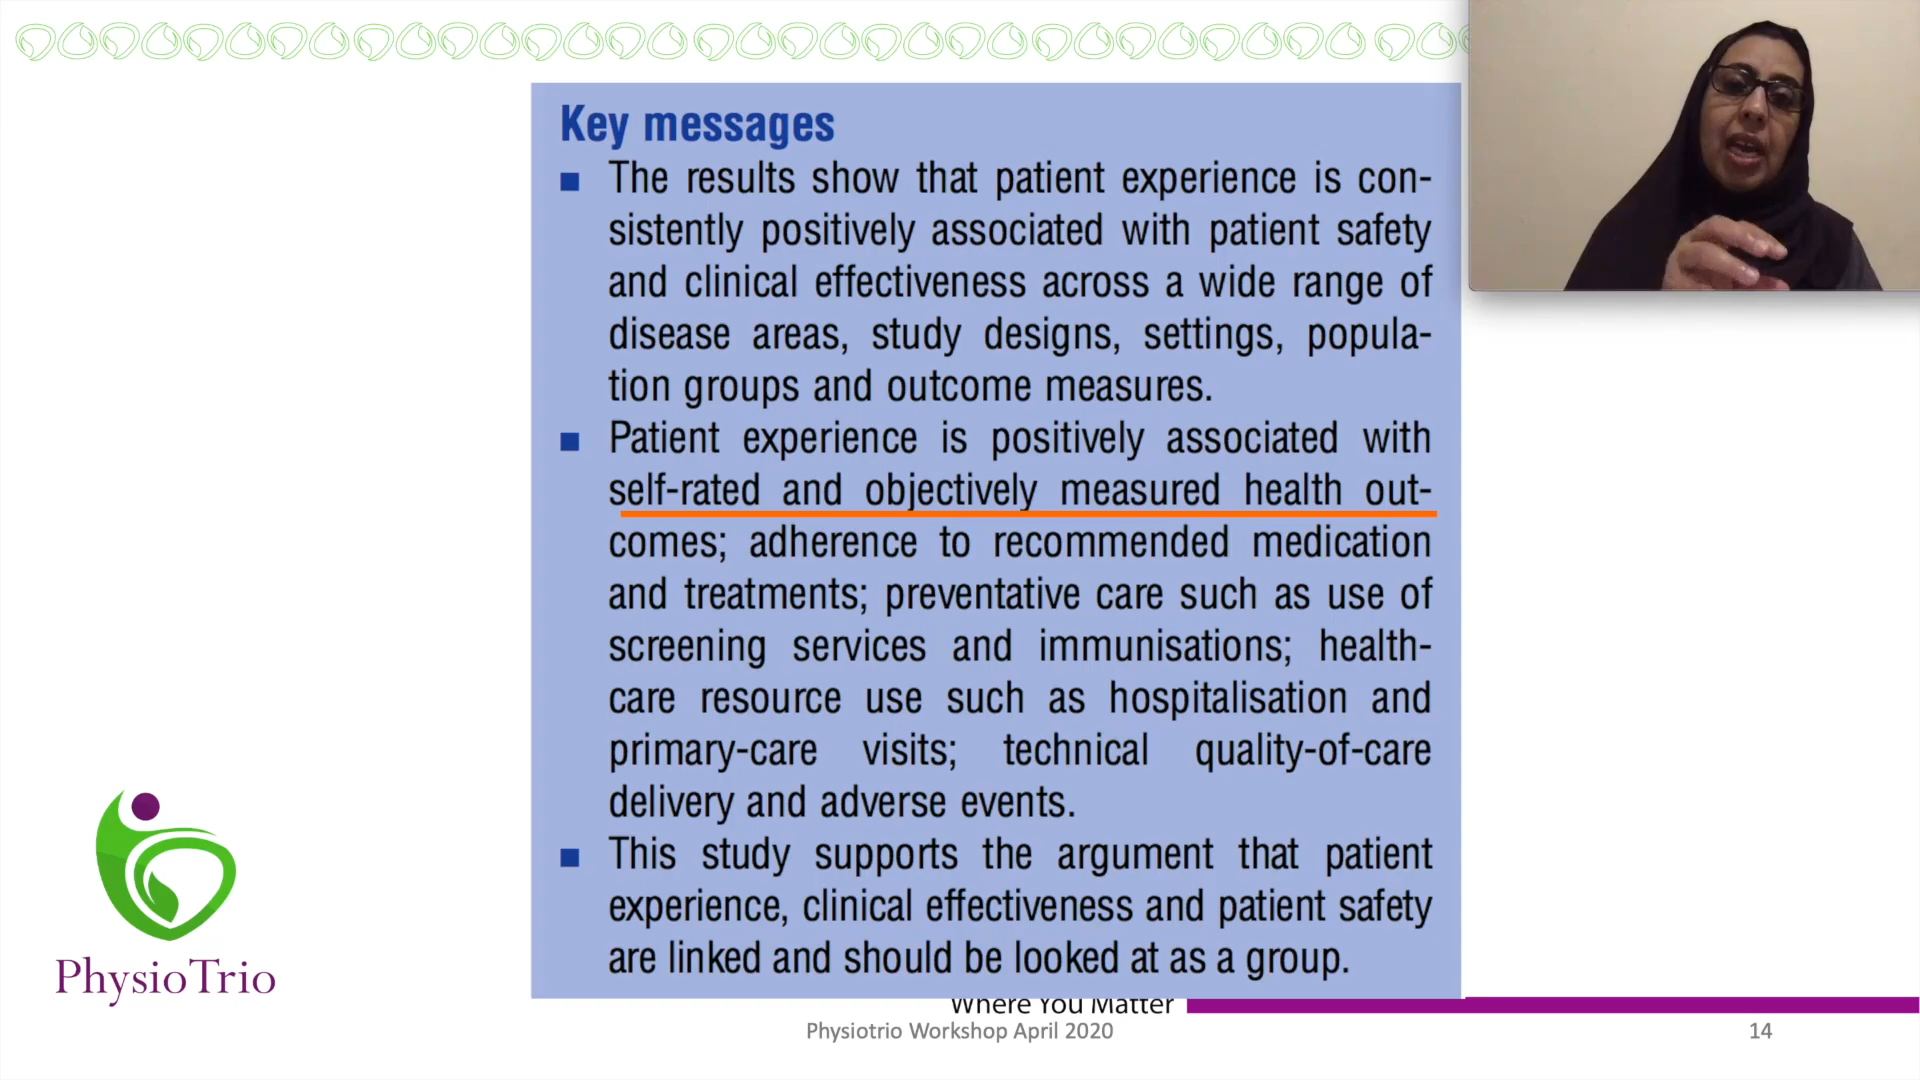 Key messages
■ The results show that patient experience is con-
sistently positively associated with patient safety
and clinical effectiveness across a wide range of
disease areas, study designs, settings, popula-
tion groups and outcome measures.
■ Patient experience is positively associated with
self-rated and objectively measured health out-
comes; adherence to recommended medication
and treatments; preventative care such as use of
screening services and immunisations; health-
care resource use such as hospitalisation and
primary-care visits; technical quality-of-care
delivery and adverse events.
■ This study supports the argument that patient
experience, clinical effectiveness and patient safety
are linked and should be looked at as a group.
PhysioTrio
Where You Matter
Physiotrio Workshop April 2020
14